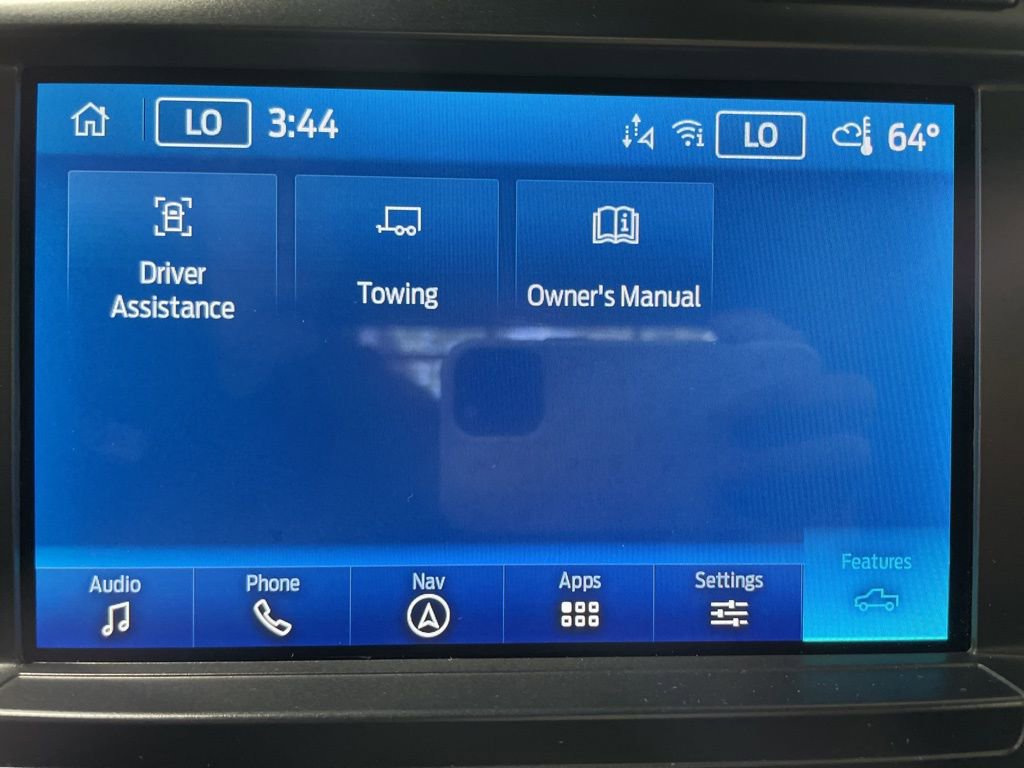 LO 3:44 LO 64°
Driver
Assistance
Towing
Owner's Manual
Audio
Phone
Nav
Apps
Settings
Features